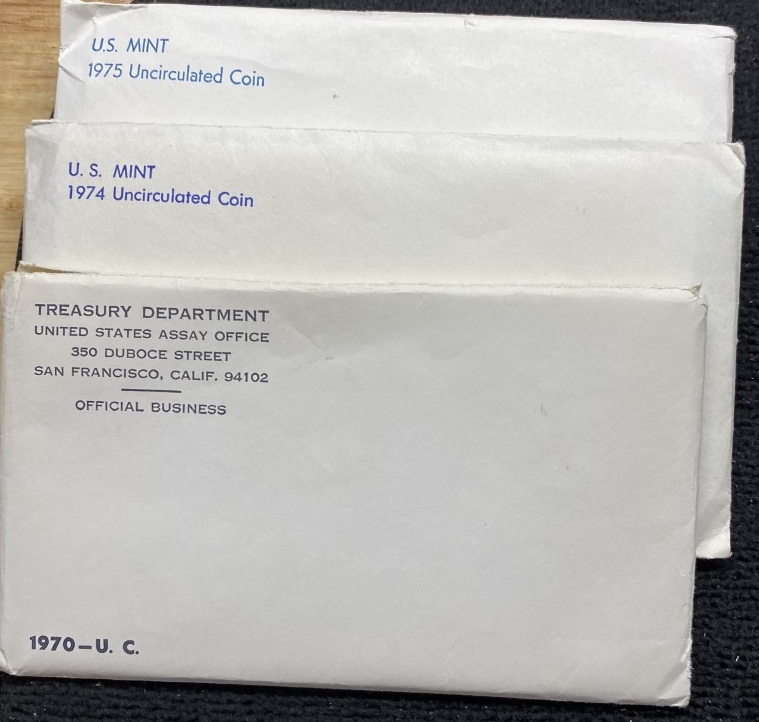 U.S. MINT
1975 Uncirculated Coin
U. S. MINT
1974 Uncirculated Coin
TREASURY DEPARTMENT
UNITED STATES ASSAY OFFICE
350 DUBOCE STREET
SAN FRANCISCO, CALIF. 94102
OFFICIAL BUSINESS
1970—U. C.